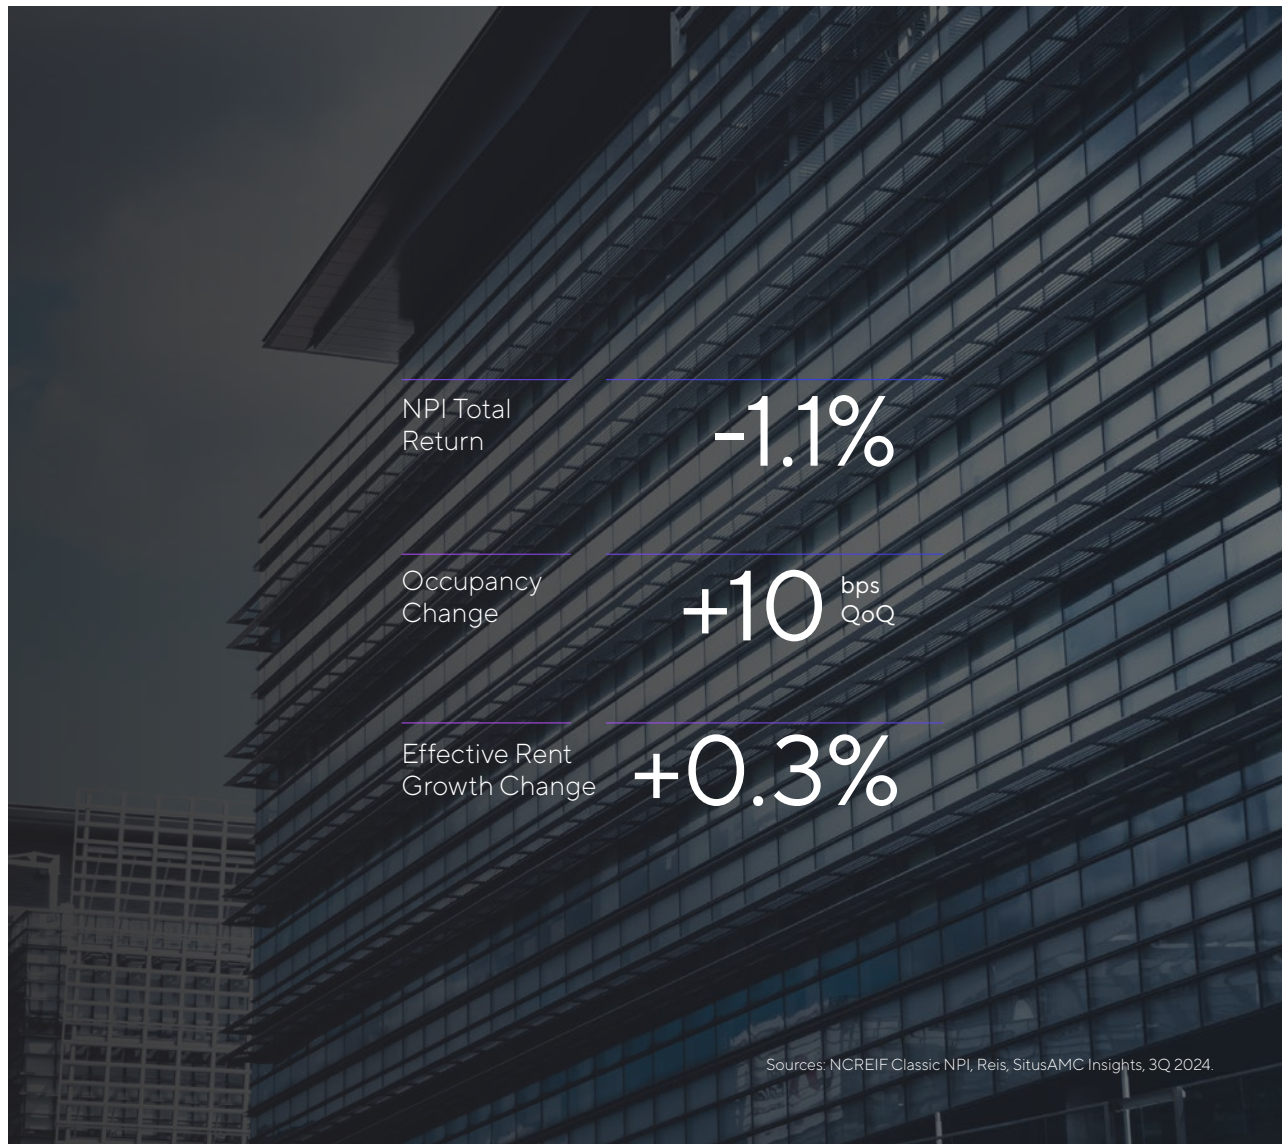 NPI Total
Return
-1.1%
Occupancy
Change
+10
bps
QoQ
Effective Rent
Growth Change
+0.3%
Sources: NCREIF Classic NPI, Reis, SitusAMC Insights, 3Q 2024.